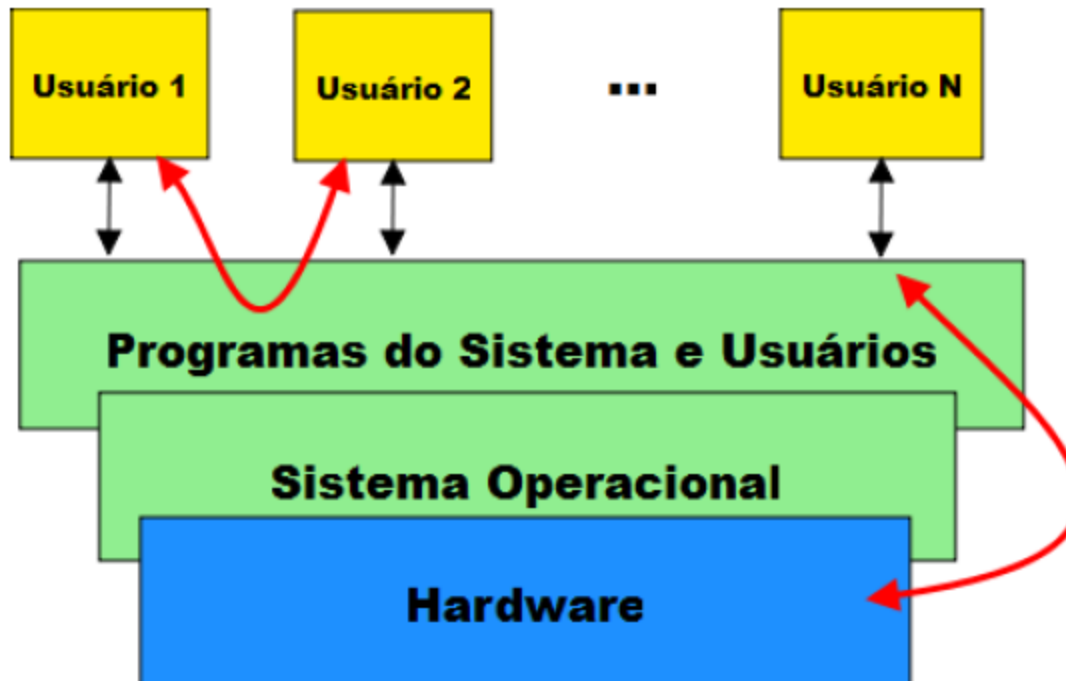 Usuário 1
Usuário 2
...
Usuário N
Programas do Sistema e Usuários
Sistema Operacional
Hardware